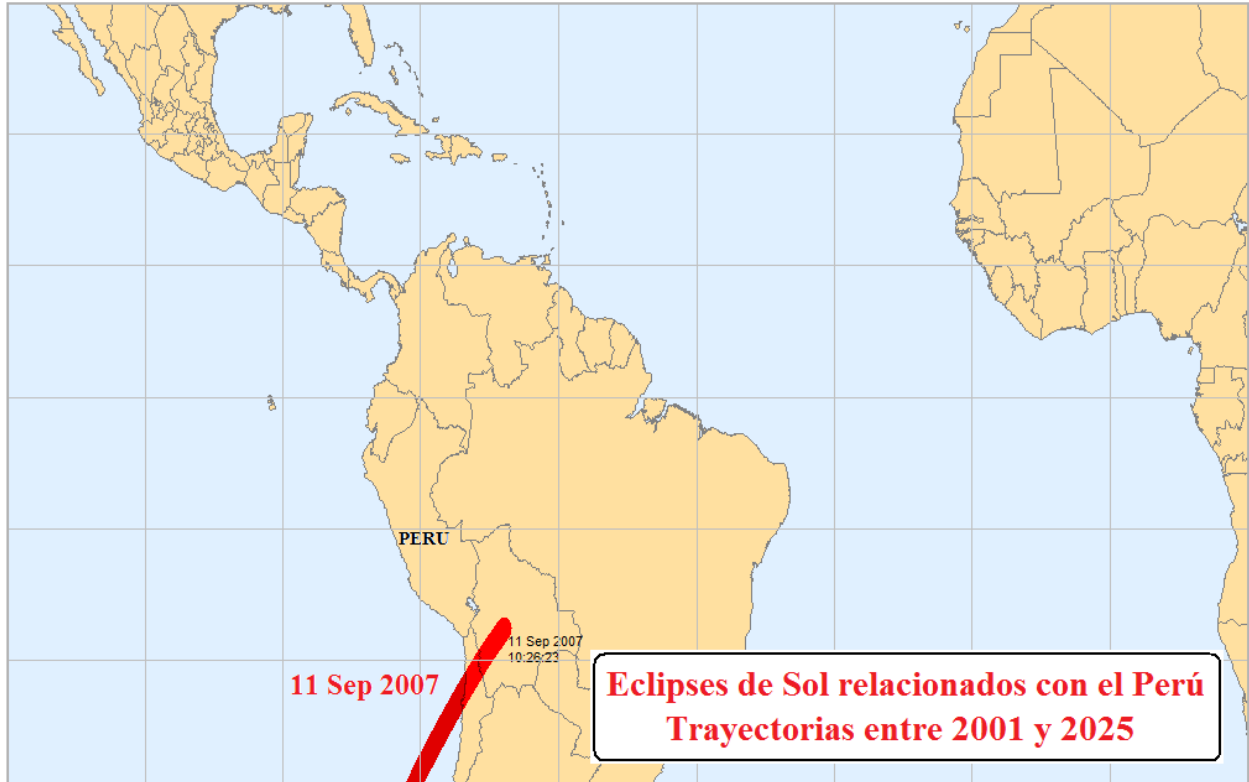 PERU
11 Sep 2007
10:26:23
11 Sep 2007
Eclipses de Sol relacionados con el Perú
Trayectorias entre 2001 y 2025